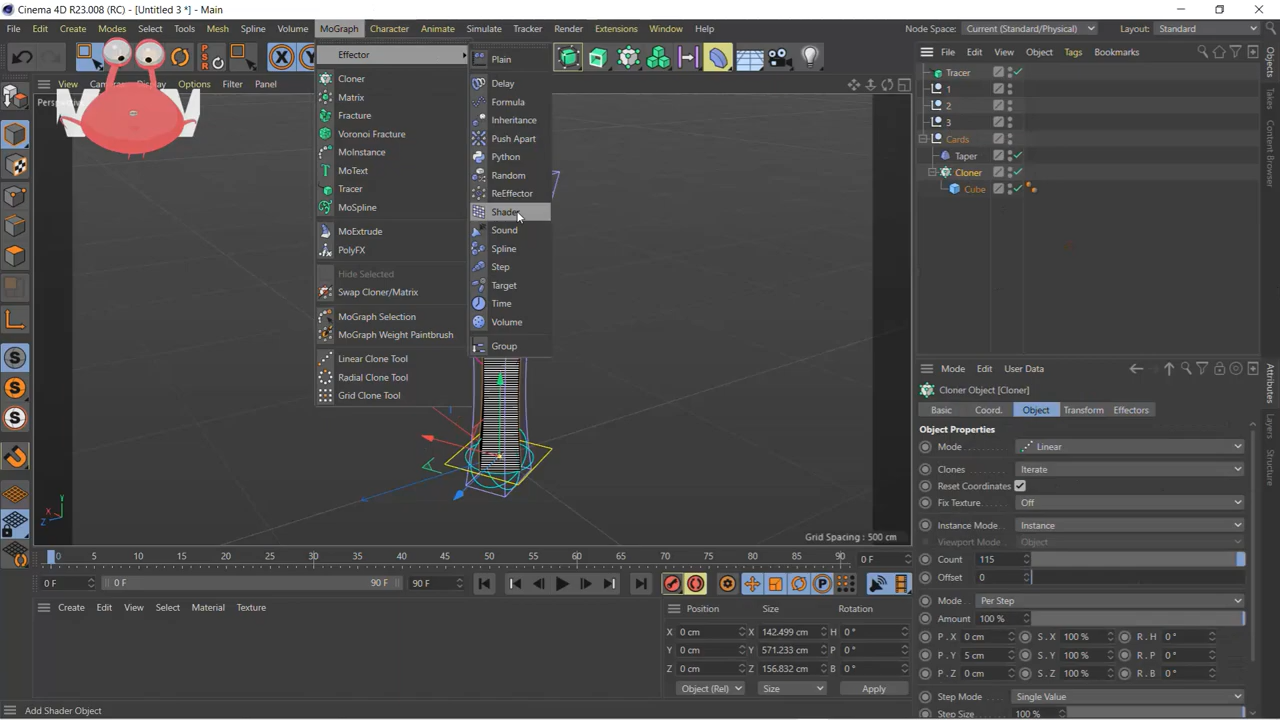 Cinema 4D R23.008 (RC) - [Untitled 3 *] - Main
File Edit Create Modes Select Tools Mesh Spline Volume MoGraph Character Animate Simulate Tracker Render Extensions Window Help
Node Space: Current (Standard/Physical) Layout: Standard
Effector
Cloner
Matrix
Fracture
Voronoi Fracture
MoInstance
MoText
Tracer
MoSpline
MoExtrude
PolyFX
Hide Selected
Swap Cloner/Matrix
MoGraph Selection
MoGraph Weight Paintbrush
Linear Clone Tool
Radial Clone Tool
Grid Clone Tool
Plain
Delay
Formula
Inheritance
Push Apart
Python
Random
ReEffector
Shader
Sound
Spline
Step
Target
Time
Volume
Group
P S R
View Display Options Filter Panel
X Y
Grid Spacing : 500 cm
X Y Z
File Edit View Object Tags Bookmarks
Tracer
1
2
3
Cards
Taper
Cloner
Cube
Objects
Takes
Content Browser
Attributes
Layers
Structure
Mode Edit User Data
Cloner Object [Cloner]
Basic Coord. Object Transform Effectors
Object Properties
Mode Linear
Clones Iterate
Reset Coordinates
Fix Texture Off
Instance Mode Instance
Viewport Mode Object
Count 115
Offset 0
Mode Per Step
Amount 100 %
P . X 0 cm S . X 100 % R . H 0 °
P . Y 5 cm S . Y 100 % R . P 0 °
P . Z 0 cm S . Z 100 % R . B 0 °
Step Mode Single Value
Step Size 100 %
0 5 10 15 20 25 30 35 40 45 50 55 60 65 70 75 80 85 90 0 F
0 F 0 F 90 F 90 F
Create Edit View Select Material Texture
Position Size Rotation
X 0 cm X 142.499 cm H 0 °
Y 0 cm Y 571.233 cm P 0 °
Z 0 cm Z 156.832 cm B 0 °
Object (Rel) Size Apply
Add Shader Object